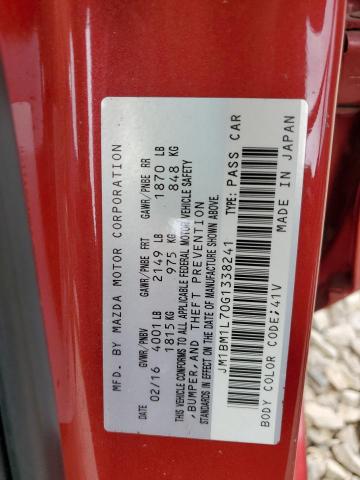 MFD. BY MAZDA MOTOR CORPORATION
DATE GVWR/PNBV GAWR/PNBE FRT GAWR/PNBE RR
02/16 4001 LB 2149 LB 1870 LB
1815 KG 975 KG 848 KG
THIS VEHICLE CONFORMS TO ALL APPLICABLE FEDERAL MOTOR VEHICLE SAFETY
,BUMPER,AND THEFT PREVENTION
STANDARDS IN EFFECT ON THE DATE OF MANUFACTURE SHOWN ABOVE.
JM1BM1L70G1338241 TYPE: PASS CAR
BODY COLOR CODE;41V MADE IN JAPAN